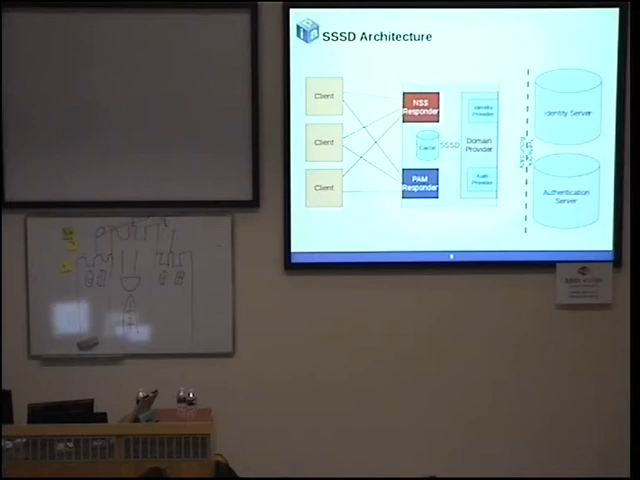 SSSD Architecture
Client
Client
Client
NSS
Responder
Cache
SSSD
PAM
Responder
Identity
Provider
Domain
Provider
Auth
Provider
Identity Server
Authentication
Server